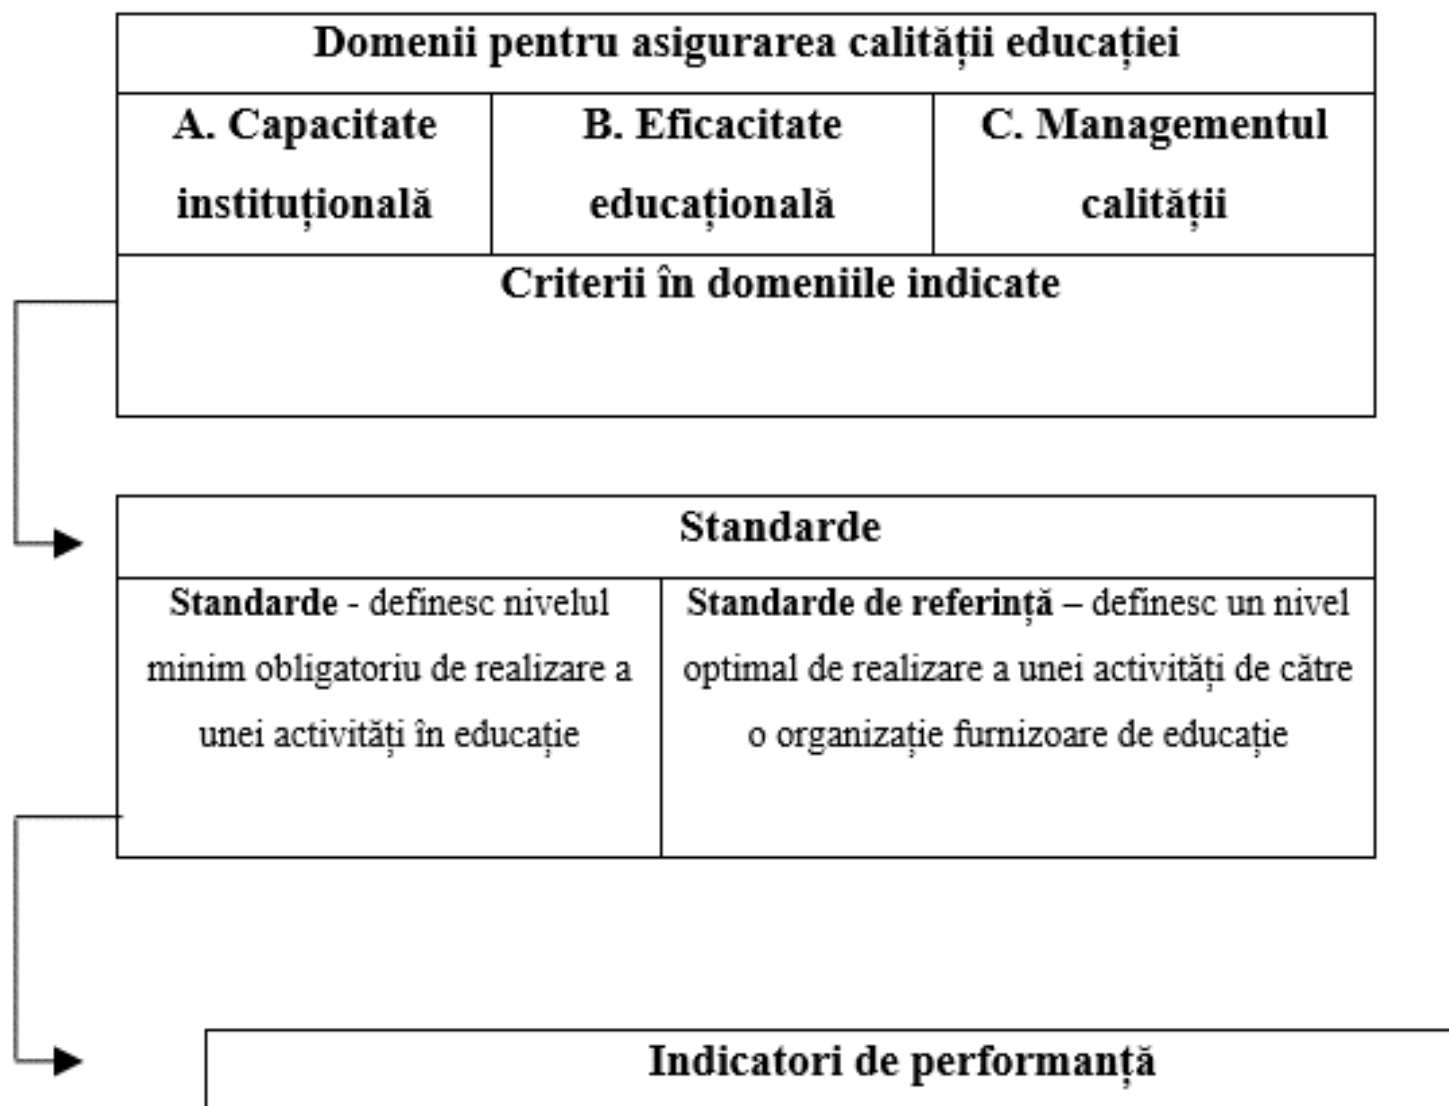 Domenii pentru asigurarea calității educației
A. Capacitate
instituțională
B. Eficacitate
educațională
C. Managementul
calității
Criterii în domeniile indicate
Standarde
Standarde - definesc nivelul
minim obligatoriu de realizare a
unei activități în educație
Standarde de referință – definesc un nivel
optimal de realizare a unei activități de către
o organizație furnizoare de educație
Indicatori de performanță